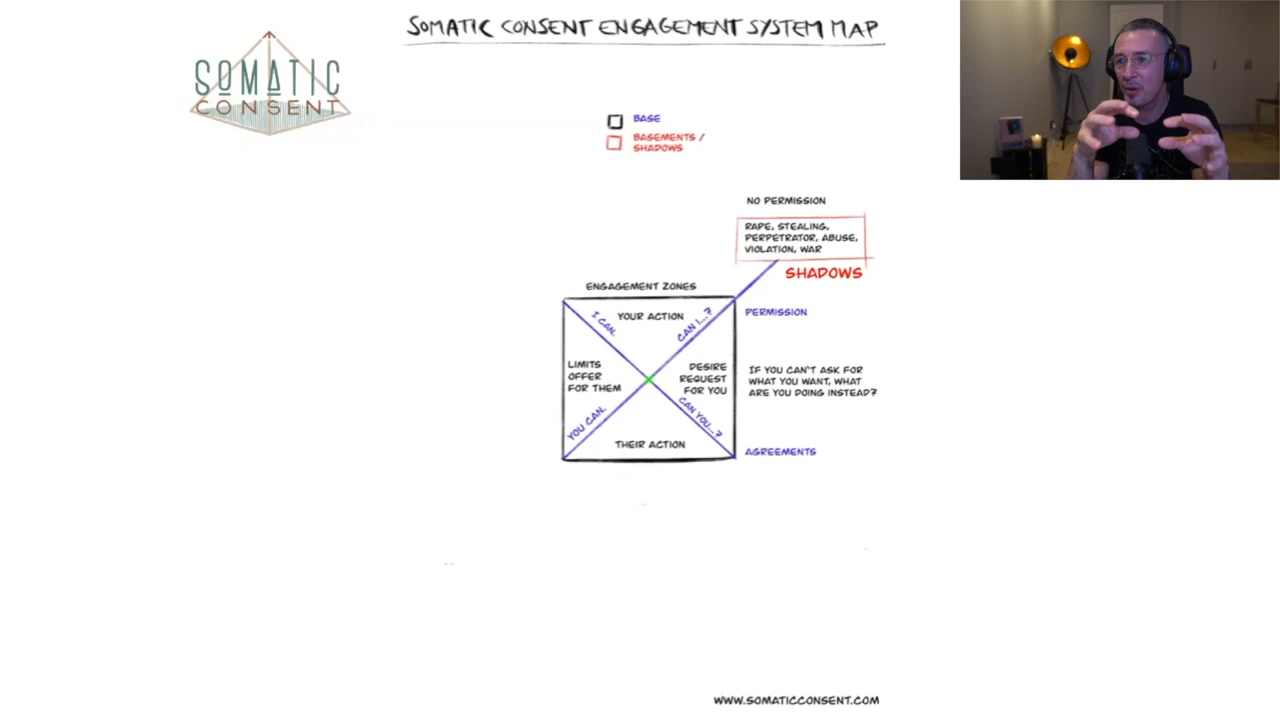 SOMATIC CONSENT ENGAGEMENT SYSTEM MAP
SOMATIC
CONSENT
BASE
BASEMENTS /
SHADOWS
NO PERMISSION
RAPE, STEALING,
PERPETRATOR, ABUSE,
VIOLATION, WAR
SHADOWS
ENGAGEMENT ZONES
PERMISSION
I CAN.
YOUR ACTION
CAN I...?
LIMITS
OFFER
FOR THEM
DESIRE
REQUEST
FOR YOU
IF YOU CAN'T ASK FOR
WHAT YOU WANT, WHAT
ARE YOU DOING INSTEAD?
YOU CAN.
CAN YOU...?
THEIR ACTION
AGREEMENTS
WWW.SOMATICCONSENT.COM